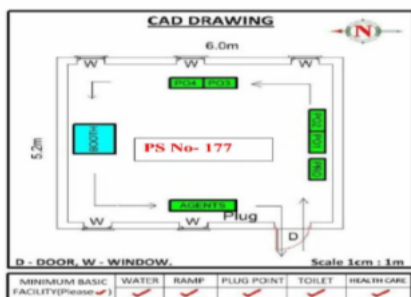 CAD DRAWING
N
6.0m
W W W
PO4 PO3
5.2m
BOOTH
PO2
PO1
PRO
PS No- 177
AGENTS
Plug
W W
D
D - DOOR, W - WINDOW. Scale 1cm : 1m
MINIMUM BASIC FACILITY(Please ✓) WATER RAMP PLUG POINT TOILET HEALTH CARE
✓ ✓ ✓ ✓ ✓